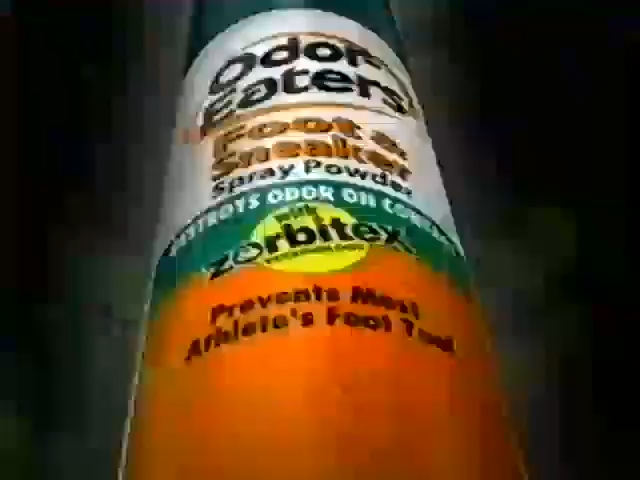 Odor-
Eaters
Foot &
Sneaker
Spray Powder
DESTROYS ODOR ON CONTACT
with
zorbitex
Prevents Most
Athlete's Foot Too!